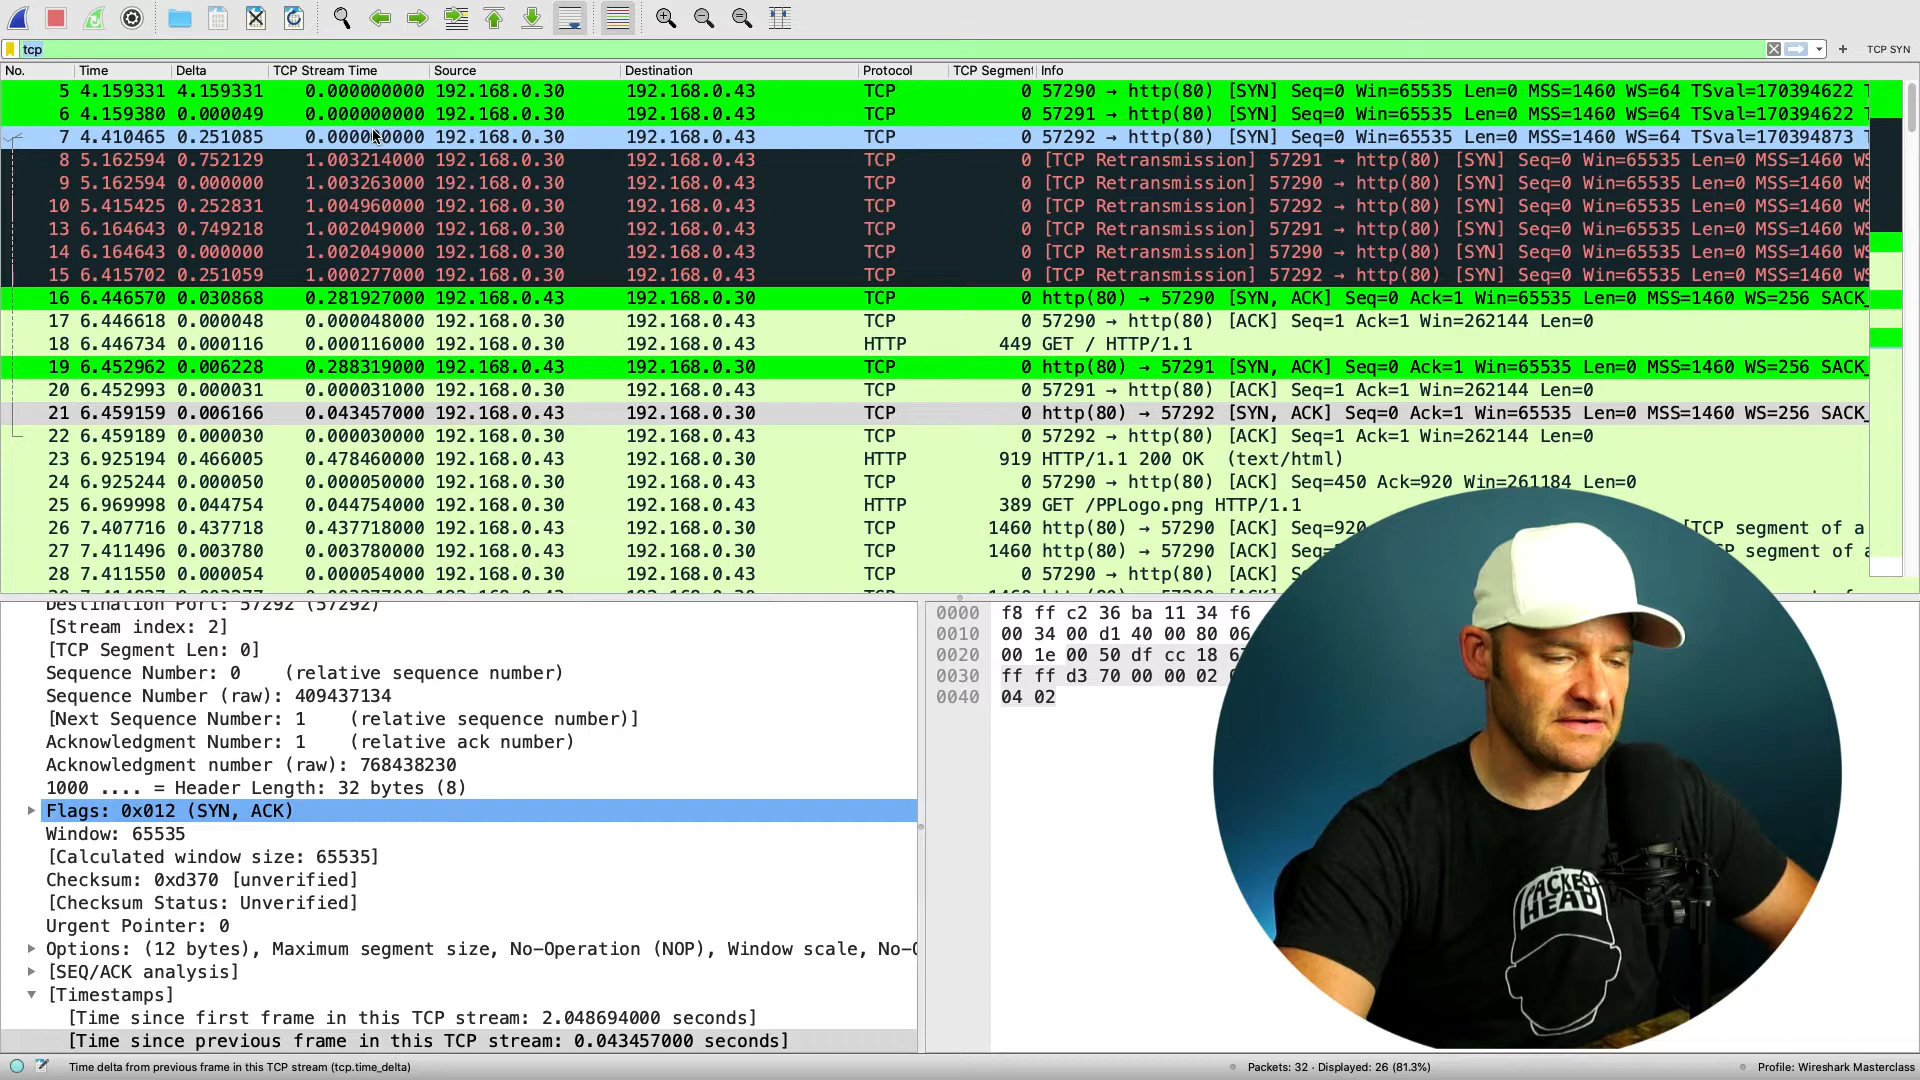 tcp
TCP SYN
No. Time Delta TCP Stream Time Source Destination Protocol TCP Segment Info
5 4.159331 4.159331 0.000000000 192.168.0.30 192.168.0.43 TCP 0 57290 → http(80) [SYN] Seq=0 Win=65535 Len=0 MSS=1460 WS=64 TSval=170394622
6 4.159380 0.000049 0.000000000 192.168.0.30 192.168.0.43 TCP 0 57291 → http(80) [SYN] Seq=0 Win=65535 Len=0 MSS=1460 WS=64 TSval=170394622
7 4.410465 0.251085 0.000000000 192.168.0.30 192.168.0.43 TCP 0 57292 → http(80) [SYN] Seq=0 Win=65535 Len=0 MSS=1460 WS=64 TSval=170394873
8 5.162594 0.752129 1.003214000 192.168.0.30 192.168.0.43 TCP 0 [TCP Retransmission] 57291 → http(80) [SYN] Seq=0 Win=65535 Len=0 MSS=1460 WS
9 5.162594 0.000000 1.003263000 192.168.0.30 192.168.0.43 TCP 0 [TCP Retransmission] 57290 → http(80) [SYN] Seq=0 Win=65535 Len=0 MSS=1460 WS
10 5.415425 0.252831 1.004960000 192.168.0.30 192.168.0.43 TCP 0 [TCP Retransmission] 57292 → http(80) [SYN] Seq=0 Win=65535 Len=0 MSS=1460 WS
13 6.164643 0.749218 1.002049000 192.168.0.30 192.168.0.43 TCP 0 [TCP Retransmission] 57291 → http(80) [SYN] Seq=0 Win=65535 Len=0 MSS=1460 WS
14 6.164643 0.000000 1.002049000 192.168.0.30 192.168.0.43 TCP 0 [TCP Retransmission] 57290 → http(80) [SYN] Seq=0 Win=65535 Len=0 MSS=1460 WS
15 6.415702 0.251059 1.000277000 192.168.0.30 192.168.0.43 TCP 0 [TCP Retransmission] 57292 → http(80) [SYN] Seq=0 Win=65535 Len=0 MSS=1460 WS
16 6.446570 0.030868 0.281927000 192.168.0.43 192.168.0.30 TCP 0 http(80) → 57290 [SYN, ACK] Seq=0 Ack=1 Win=65535 Len=0 MSS=1460 WS=256 SACK_
17 6.446618 0.000048 0.000048000 192.168.0.30 192.168.0.43 TCP 0 57290 → http(80) [ACK] Seq=1 Ack=1 Win=262144 Len=0
18 6.446734 0.000116 0.000116000 192.168.0.30 192.168.0.43 HTTP 449 GET / HTTP/1.1
19 6.452962 0.006228 0.288319000 192.168.0.43 192.168.0.30 TCP 0 http(80) → 57291 [SYN, ACK] Seq=0 Ack=1 Win=65535 Len=0 MSS=1460 WS=256 SACK_
20 6.452993 0.000031 0.000031000 192.168.0.30 192.168.0.43 TCP 0 57291 → http(80) [ACK] Seq=1 Ack=1 Win=262144 Len=0
21 6.459159 0.006166 0.043457000 192.168.0.43 192.168.0.30 TCP 0 http(80) → 57292 [SYN, ACK] Seq=0 Ack=1 Win=65535 Len=0 MSS=1460 WS=256 SACK_
22 6.459189 0.000030 0.000030000 192.168.0.30 192.168.0.43 TCP 0 57292 → http(80) [ACK] Seq=1 Ack=1 Win=262144 Len=0
23 6.925194 0.466005 0.478460000 192.168.0.43 192.168.0.30 HTTP 919 HTTP/1.1 200 OK (text/html)
24 6.925244 0.000050 0.000050000 192.168.0.30 192.168.0.43 TCP 0 57290 → http(80) [ACK] Seq=450 Ack=920 Win=261184 Len=0
25 6.969998 0.044754 0.044754000 192.168.0.30 192.168.0.43 HTTP 389 GET /PPLogo.png HTTP/1.1
26 7.407716 0.437718 0.437718000 192.168.0.43 192.168.0.30 TCP 1460 http(80) → 57290 [ACK] Seq=920 [TCP segment of a
27 7.411496 0.003780 0.003780000 192.168.0.43 192.168.0.30 TCP 1460 http(80) → 57290 [ACK] segment of a
28 7.411550 0.000054 0.000054000 192.168.0.30 192.168.0.43 TCP 0 57290 → http(80) [ACK]
Destination Port: 57292 (57292)
[Stream index: 2]
[TCP Segment Len: 0]
Sequence Number: 0 (relative sequence number)
Sequence Number (raw): 409437134
[Next Sequence Number: 1 (relative sequence number)]
Acknowledgment Number: 1 (relative ack number)
Acknowledgment number (raw): 768438230
1000 .... = Header Length: 32 bytes (8)
Flags: 0x012 (SYN, ACK)
Window: 65535
[Calculated window size: 65535]
Checksum: 0xd370 [unverified]
[Checksum Status: Unverified]
Urgent Pointer: 0
Options: (12 bytes), Maximum segment size, No-Operation (NOP), Window scale, No-O
[SEQ/ACK analysis]
[Timestamps]
[Time since first frame in this TCP stream: 2.048694000 seconds]
[Time since previous frame in this TCP stream: 0.043457000 seconds]
0000 f8 ff c2 36 ba 11 34 f6
0010 00 34 00 d1 40 00 80 06
0020 00 1e 00 50 df cc 18 67
0030 ff ff d3 70 00 00 02
0040 04 02
PACKET HEAD
Time delta from previous frame in this TCP stream (tcp.time_delta)
Packets: 32 · Displayed: 26 (81.3%)
Profile: Wireshark Masterclass